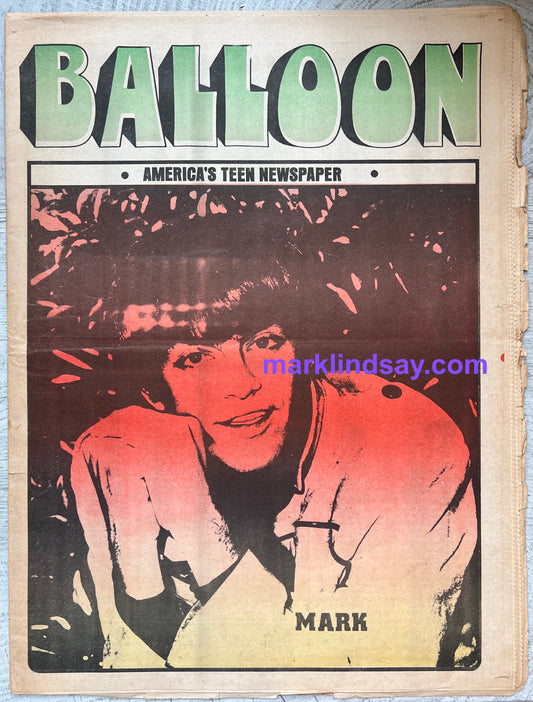 BALLOON
• AMERICA'S TEEN NEWSPAPER •
marklindsay.com
MARK